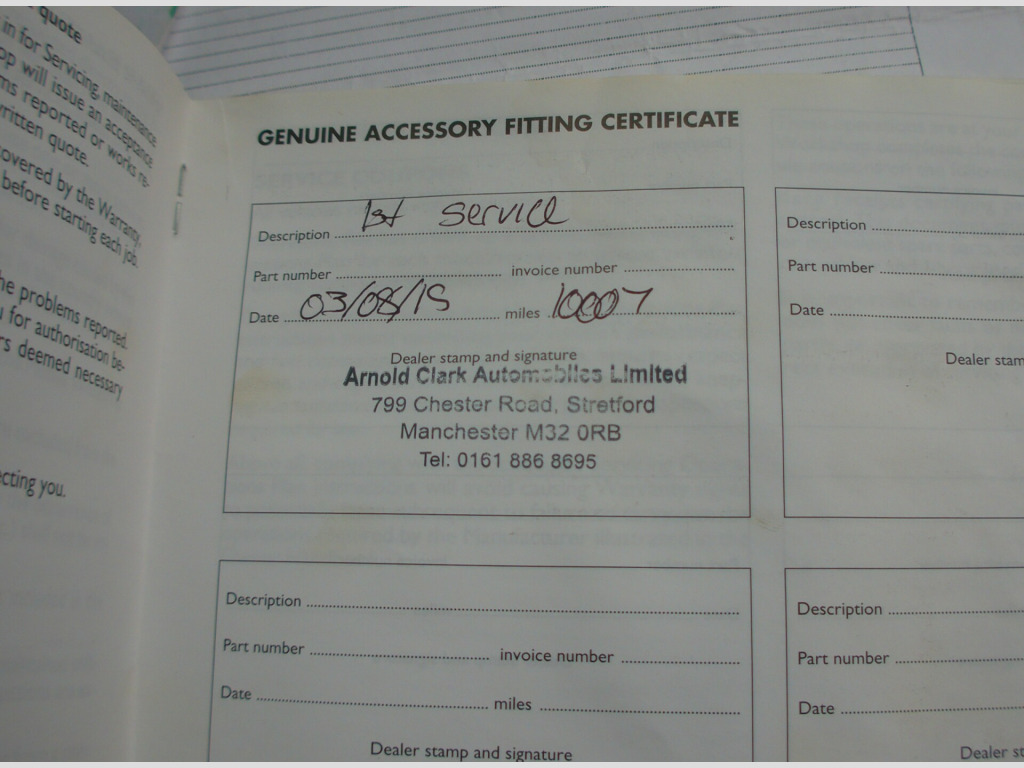 quote
in for Servicing, maintenance
op will issue an acceptance
ms reported or works re-
written quote.
overed by the Warranty,
before starting each job.
he problems reported.
u for authorisation be-
rs deemed necessary
ecting you.
GENUINE ACCESSORY FITTING CERTIFICATE
Description 1st Service
Part number invoice number
Date 03/08/15 miles 10007
Dealer stamp and signature
Arnold Clark Automobiles Limited
799 Chester Road, Stretford
Manchester M32 0RB
Tel: 0161 886 8695
Description
Part number invoice number
Date miles
Dealer stamp and signature
Description
Part number
Date
Dealer stam
Description
Part number
Date
Dealer st